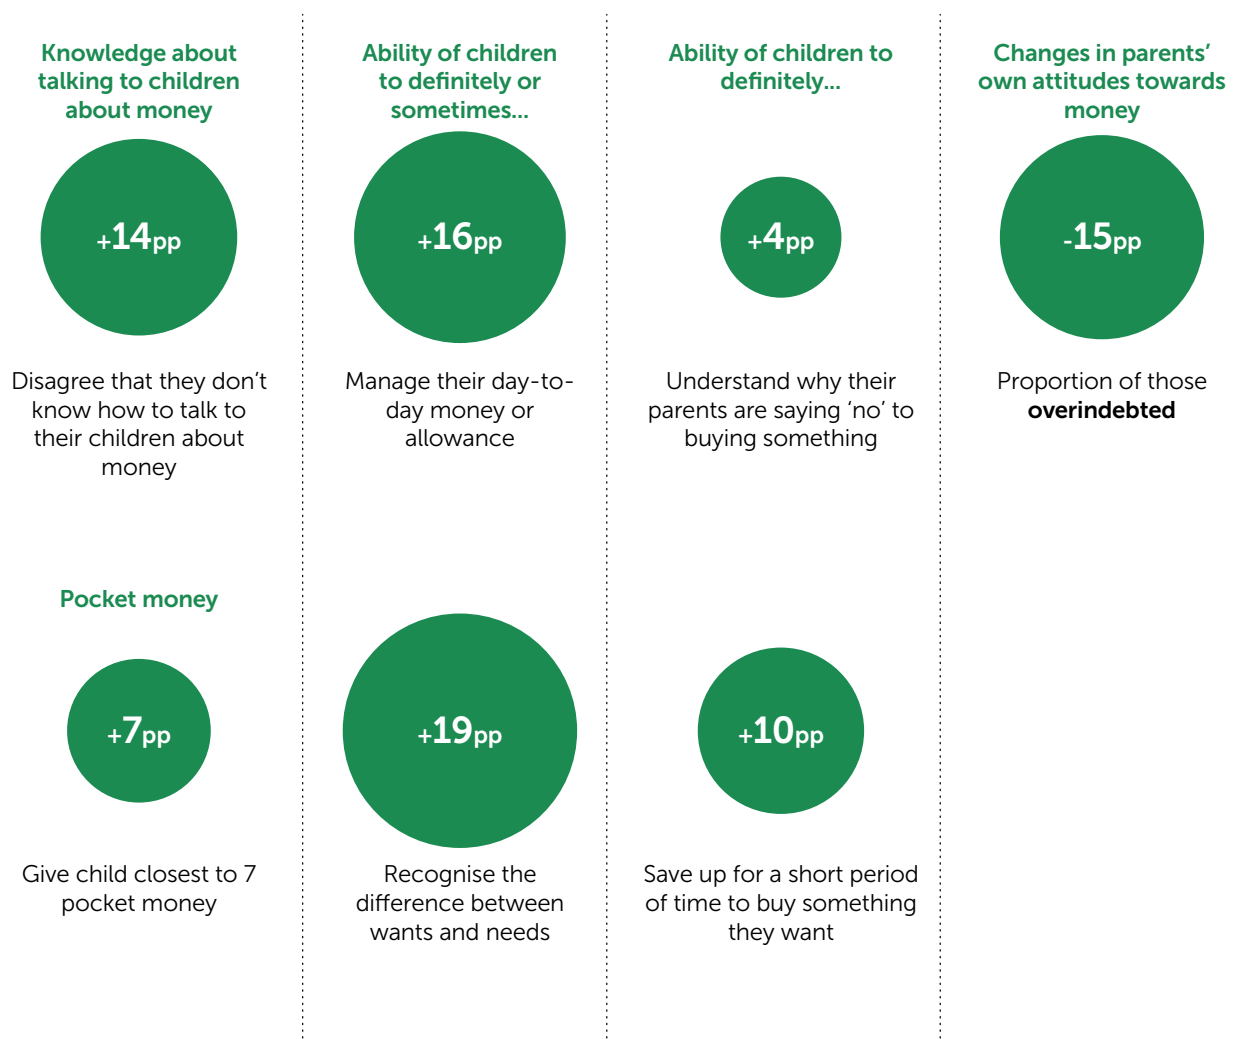 Knowledge about
talking to children
about money
+14pp
Disagree that they don’t
know how to talk to
their children about
money
Pocket money
+7pp
Give child closest to 7
pocket money
Ability of children
to definitely or
sometimes...
+16pp
Manage their day-to-
day money or
allowance
+19pp
Recognise the
difference between
wants and needs
Ability of children to
definitely...
+4pp
Understand why their
parents are saying ‘no’ to
buying something
+10pp
Save up for a short period
of time to buy something
they want
Changes in parents’
own attitudes towards
money
-15pp
Proportion of those
overindebted